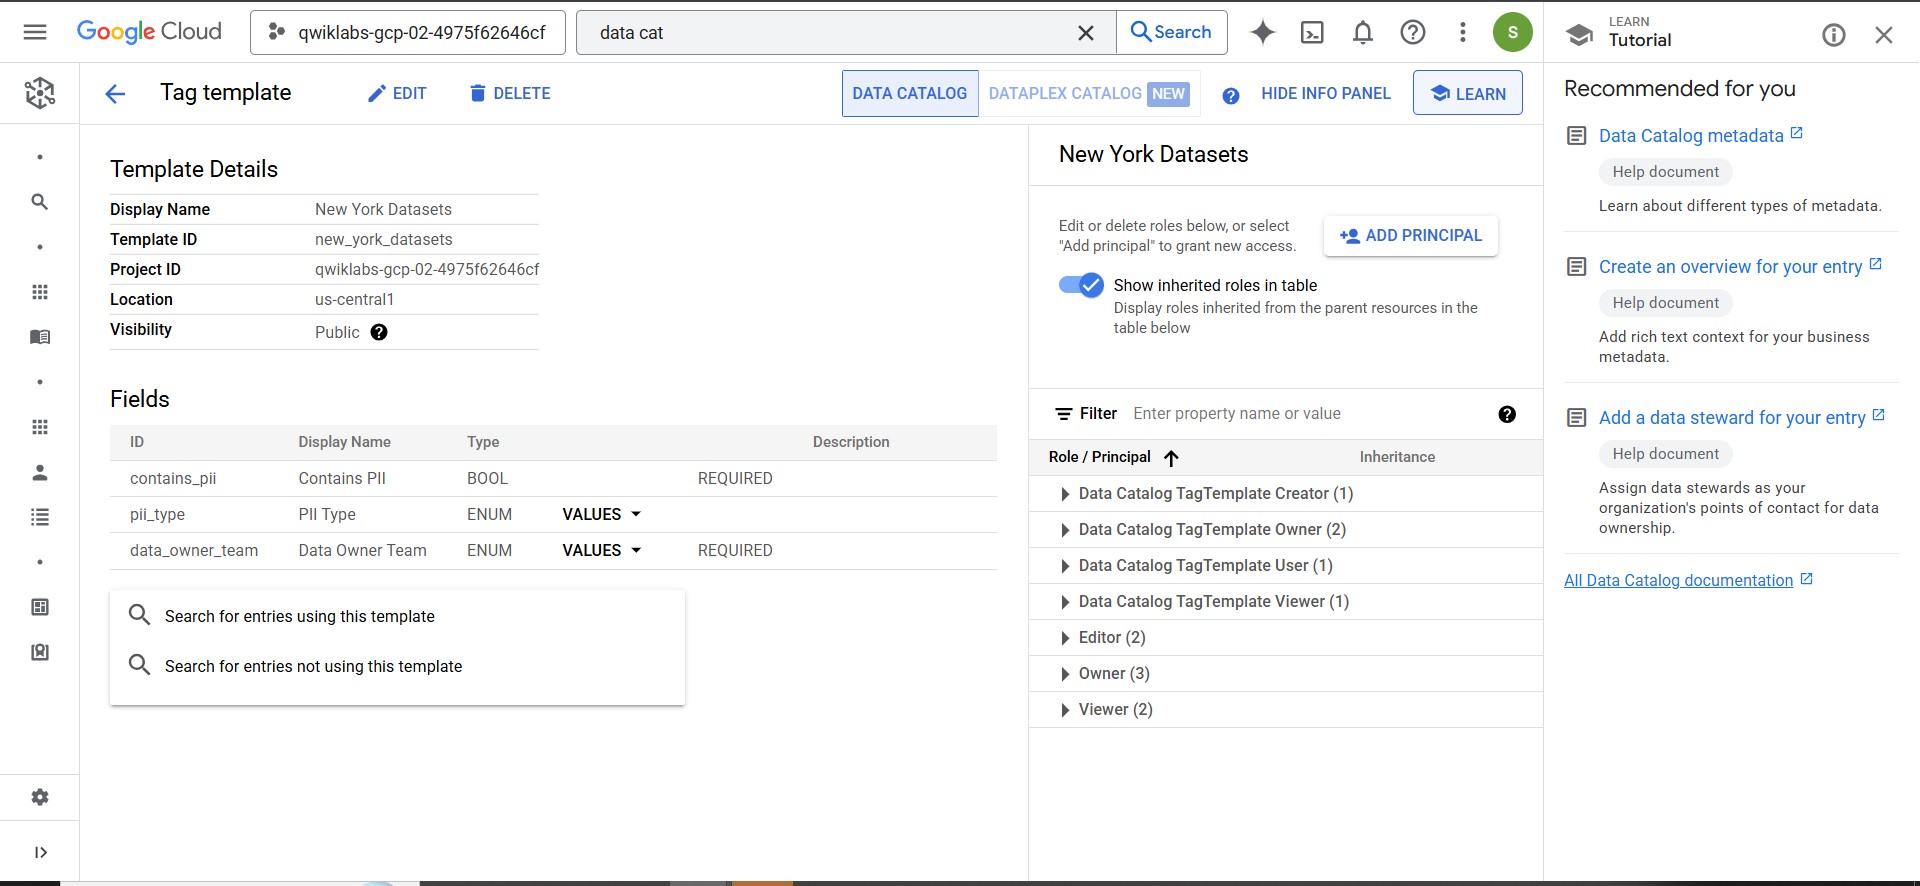 Google Cloud
qwiklabs-gcp-02-4975f62646cf
data cat
Search
S
LEARN
Tutorial
Tag template
EDIT
DELETE
DATA CATALOG
DATAPLEX CATALOG NEW
HIDE INFO PANEL
LEARN
Template Details
Display Name New York Datasets
Template ID new_york_datasets
Project ID qwiklabs-gcp-02-4975f62646cf
Location us-central1
Visibility Public
Fields
ID Display Name Type Description
contains_pii Contains PII BOOL REQUIRED
pii_type PII Type ENUM VALUES
data_owner_team Data Owner Team ENUM VALUES REQUIRED
Search for entries using this template
Search for entries not using this template
New York Datasets
Edit or delete roles below, or select
"Add principal" to grant new access.
ADD PRINCIPAL
Show inherited roles in table
Display roles inherited from the parent resources in the
table below
Filter Enter property name or value
Role / Principal Inheritance
Data Catalog TagTemplate Creator (1)
Data Catalog TagTemplate Owner (2)
Data Catalog TagTemplate User (1)
Data Catalog TagTemplate Viewer (1)
Editor (2)
Owner (3)
Viewer (2)
Recommended for you
Data Catalog metadata
Help document
Learn about different types of metadata.
Create an overview for your entry
Help document
Add rich text context for your business
metadata.
Add a data steward for your entry
Help document
Assign data stewards as your
organization's points of contact for data
ownership.
All Data Catalog documentation